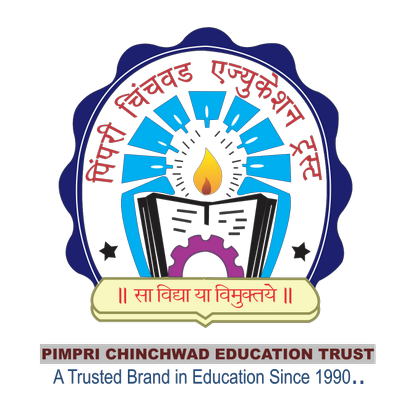 पिंपरी चिंचवड एज्युकेशन ट्रस्ट
॥ सा विद्या या विमुक्तये ॥
PIMPRI CHINCHWAD EDUCATION TRUST
A Trusted Brand in Education Since 1990..